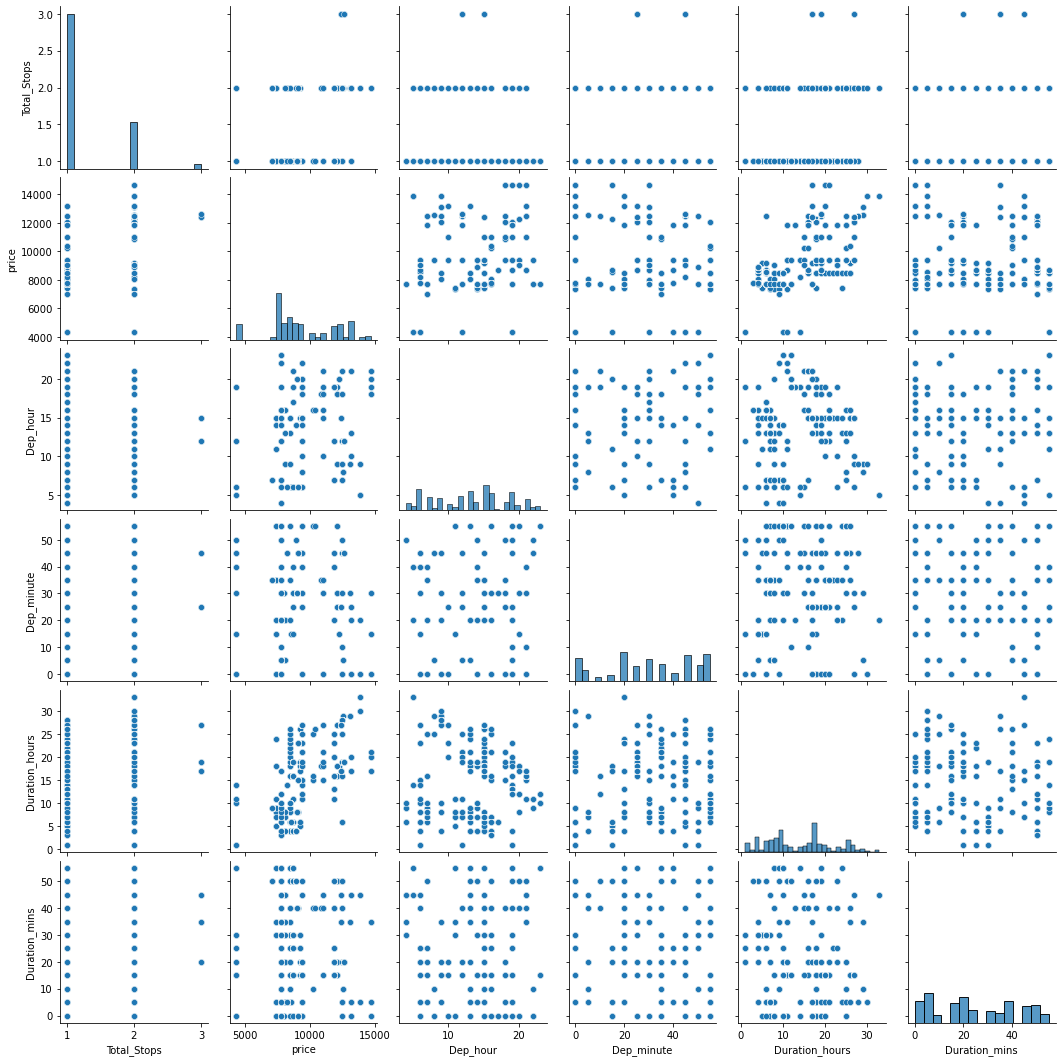 3.0
2.5
2.0
1.5
1.0
Total_Stops
14000
12000
10000
8000
6000
4000
price
20
15
10
5
Dep_hour
50
40
30
20
10
0
Dep_minute
30
25
20
15
10
5
0
Duration_hours
50
40
30
20
10
0
Duration_mins
1 2 3
5000 10000 15000
10 20
0 20 40
0 10 20 30
0 20 40
Total_Stops price Dep_hour Dep_minute Duration_hours Duration_mins